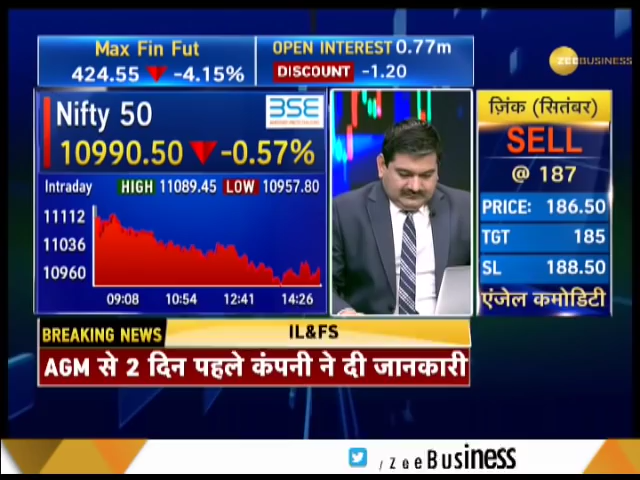 Max Fin Fut
424.55 -4.15%
OPEN INTEREST 0.77m
DISCOUNT -1.20
ZEE BUSINESS
Nifty 50
BSE
10990.50 -0.57%
Intraday HIGH 11089.45 LOW 10957.80
11112
11036
10960
09:08 10:54 12:41 14:26
ज़िंक (सितंबर)
SELL
@ 187
PRICE: 186.50
TGT 185
SL 188.50
एंजेल कमोडिटी
BREAKING NEWS IL&FS
AGM से 2 दिन पहले कंपनी ने दी जानकारी
/ZeeBusiness